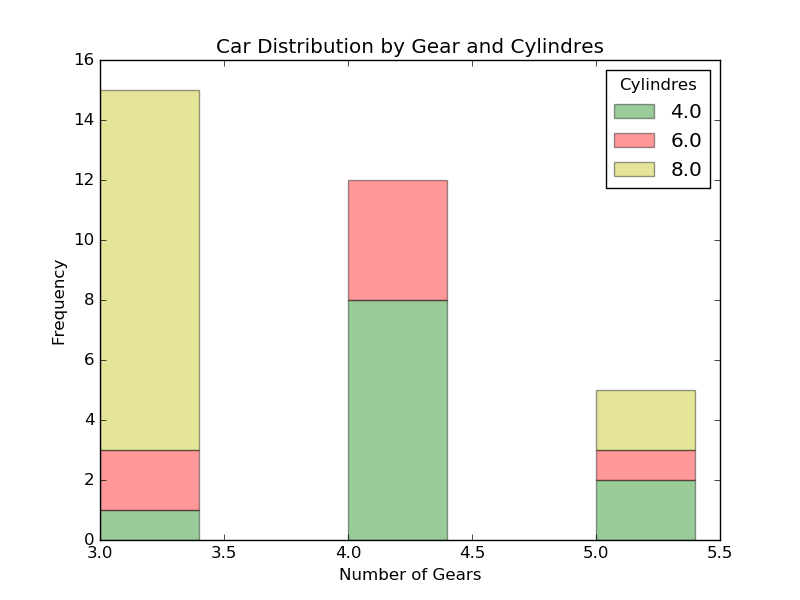 Car Distribution by Gear and Cylindres
Cylindres
4.0
6.0
8.0
Frequency
16
14
12
10
8
6
4
2
0
3.0 3.5 4.0 4.5 5.0 5.5
Number of Gears